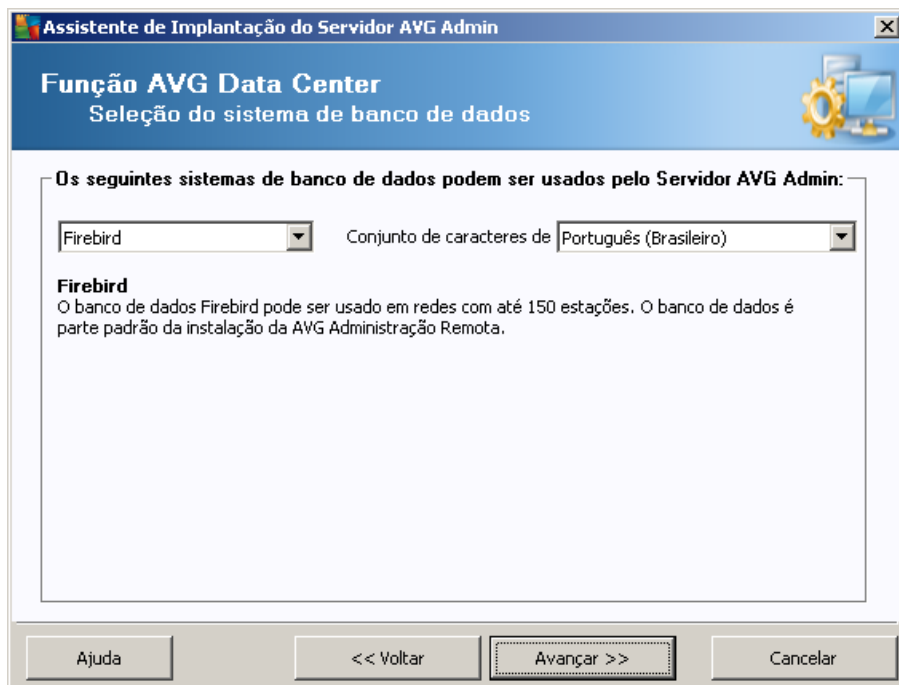 Assistente de Implantação do Servidor AVG Admin
Função AVG Data Center
Seleção do sistema de banco de dados
Os seguintes sistemas de banco de dados podem ser usados pelo Servidor AVG Admin:
Firebird
Conjunto de caracteres de Português (Brasileiro)
Firebird
O banco de dados Firebird pode ser usado em redes com até 150 estações. O banco de dados é
parte padrão da instalação da AVG Administração Remota.
Ajuda
<< Voltar
Avançar >>
Cancelar